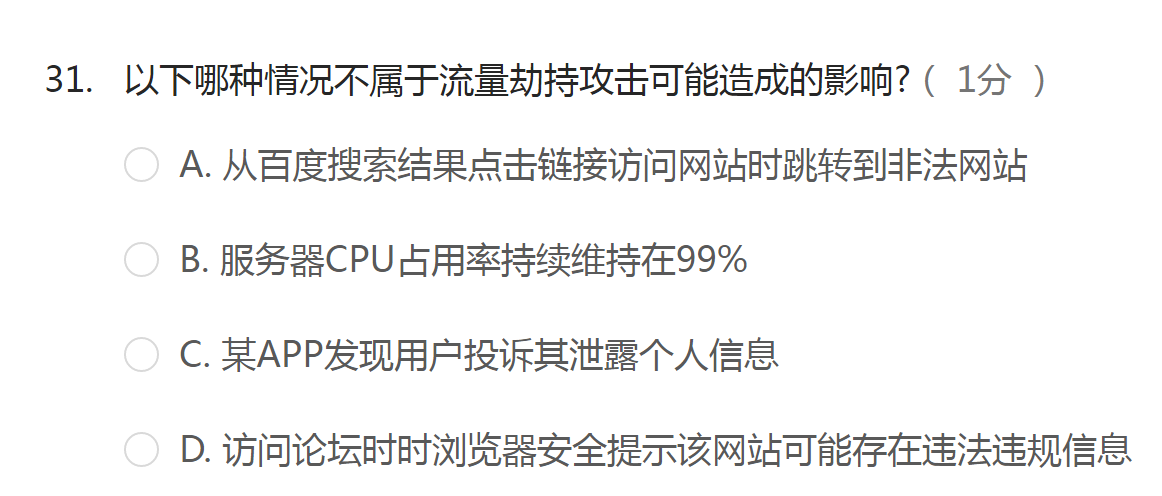 31. 以下哪种情况不属于流量劫持攻击可能造成的影响?( 1分 )
A. 从百度搜索结果点击链接访问网站时跳转到非法网站
B. 服务器CPU占用率持续维持在99%
C. 某APP发现用户投诉其泄露个人信息
D. 访问论坛时时浏览器安全提示该网站可能存在违法违规信息